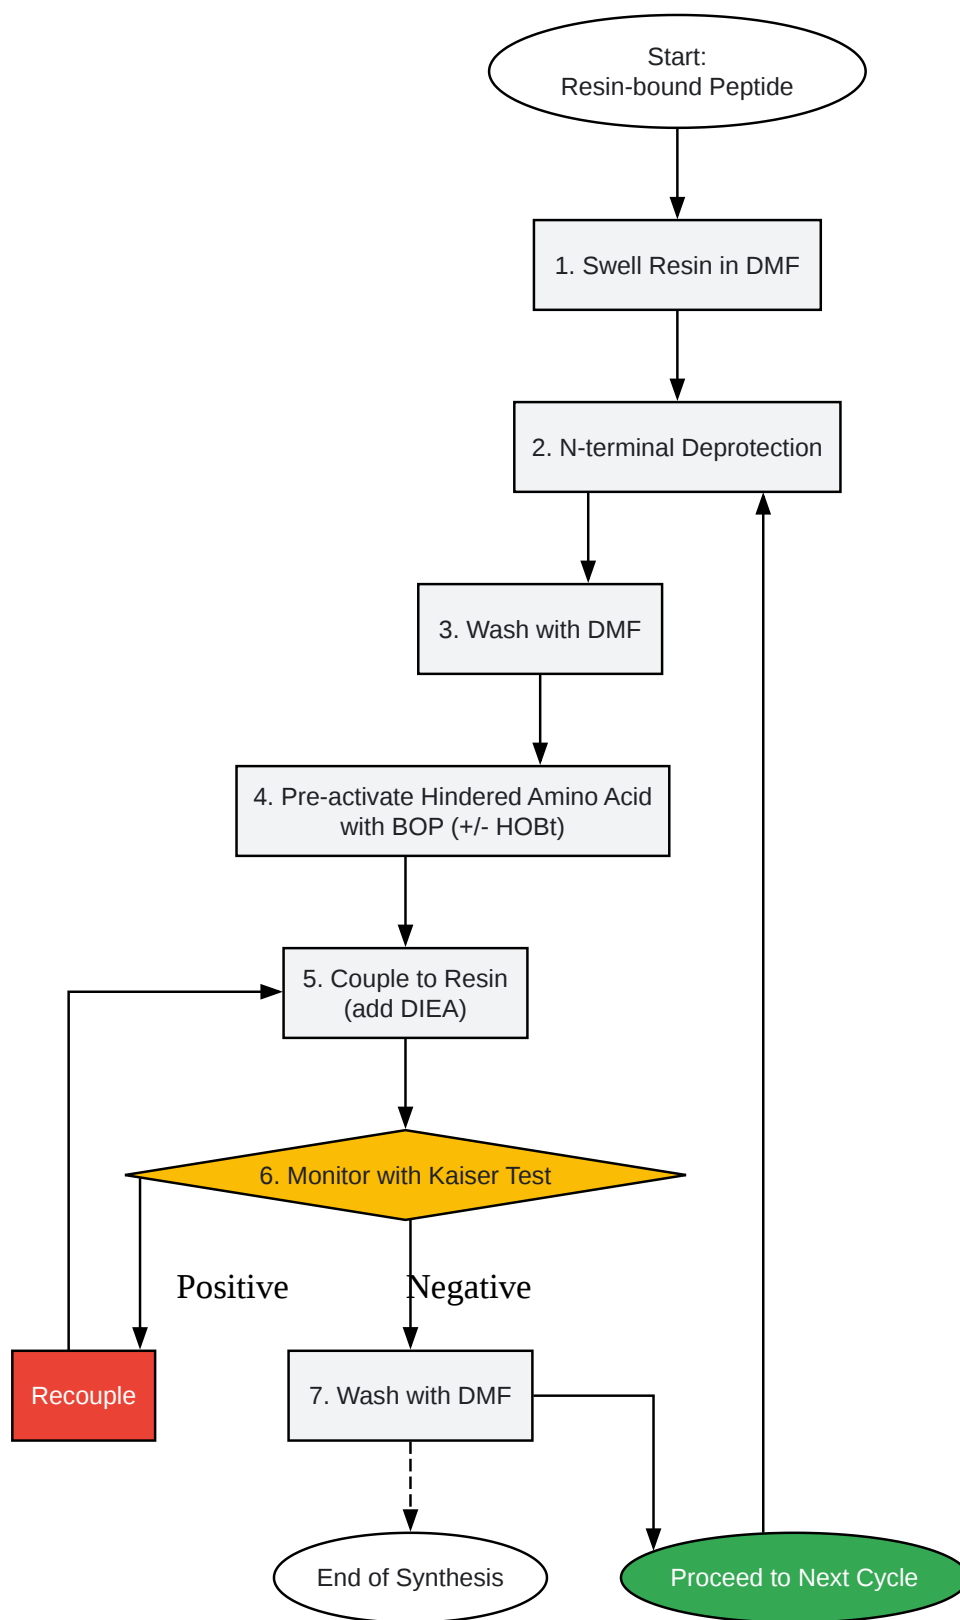 Start:
Resin-bound Peptide
1. Swell Resin in DMF
2. N-terminal Deprotection
3. Wash with DMF
4. Pre-activate Hindered Amino Acid
with BOP (+/- HOBt)
5. Couple to Resin
(add DIEA)
6. Monitor with Kaiser Test
Positive
Negative
Recouple
7. Wash with DMF
End of Synthesis
Proceed to Next Cycle